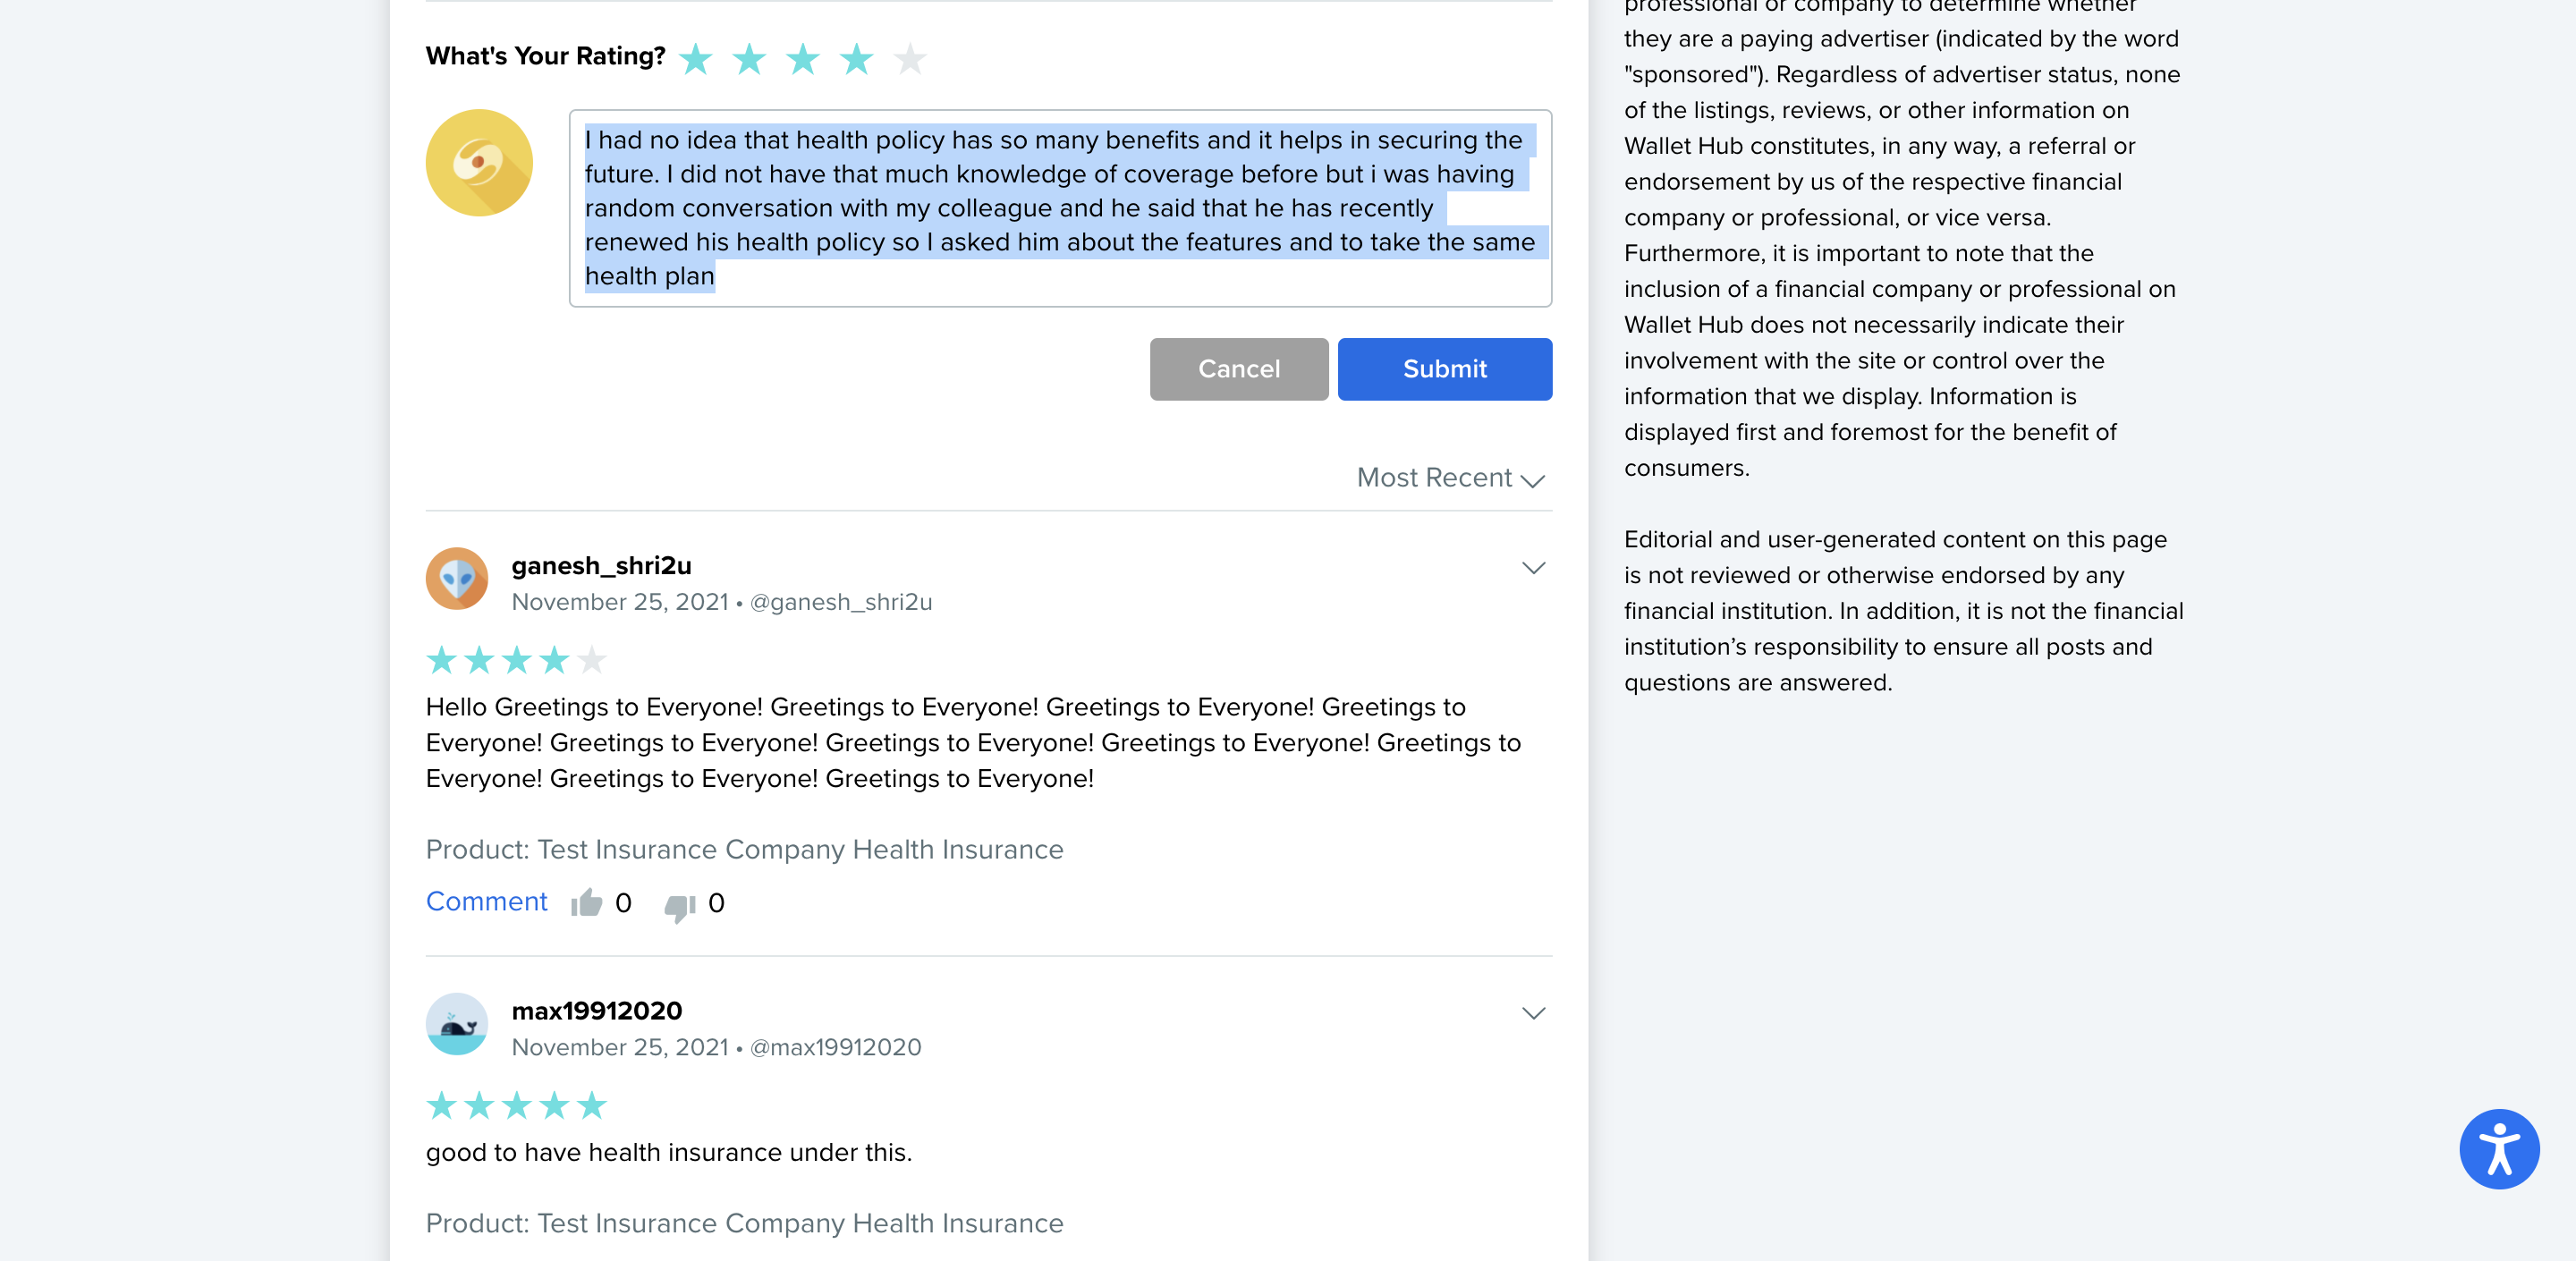 What's Your Rating?
I had no idea that health policy has so many benefits and it helps in securing the
future. I did not have that much knowledge of coverage before but i was having
random conversation with my colleague and he said that he has recently
renewed his health policy so I asked him about the features and to take the same
health plan
Cancel
Submit
Most Recent
ganesh_shri2u
November 25, 2021 • @ganesh_shri2u
Hello Greetings to Everyone! Greetings to Everyone! Greetings to Everyone! Greetings to
Everyone! Greetings to Everyone! Greetings to Everyone! Greetings to Everyone! Greetings to
Everyone! Greetings to Everyone! Greetings to Everyone!
Product: Test Insurance Company Health Insurance
Comment 0 0
max19912020
November 25, 2021 • @max19912020
good to have health insurance under this.
Product: Test Insurance Company Health Insurance
professional or company to determine whether
they are a paying advertiser (indicated by the word
"sponsored"). Regardless of advertiser status, none
of the listings, reviews, or other information on
Wallet Hub constitutes, in any way, a referral or
endorsement by us of the respective financial
company or professional, or vice versa.
Furthermore, it is important to note that the
inclusion of a financial company or professional on
Wallet Hub does not necessarily indicate their
involvement with the site or control over the
information that we display. Information is
displayed first and foremost for the benefit of
consumers.
Editorial and user-generated content on this page
is not reviewed or otherwise endorsed by any
financial institution. In addition, it is not the financial
institution’s responsibility to ensure all posts and
questions are answered.